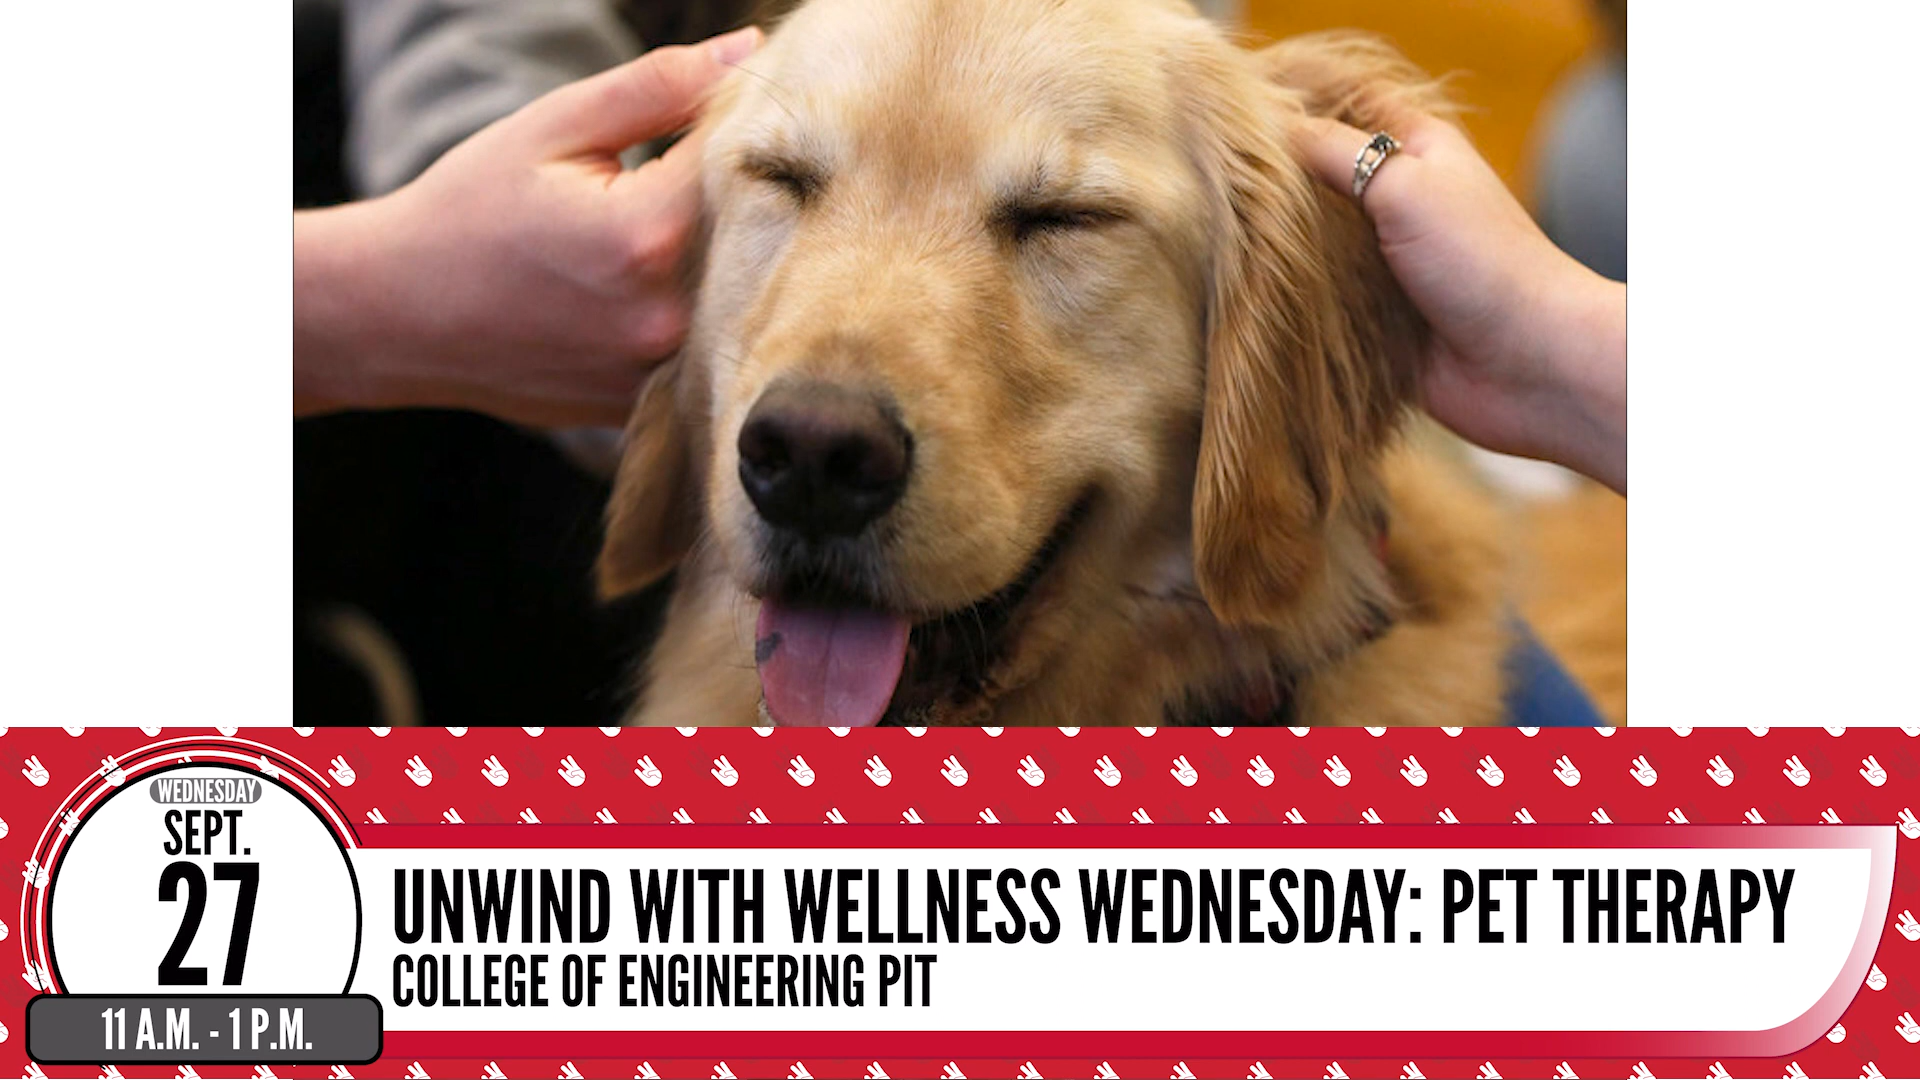 WEDNESDAY
SEPT.
27
11 A.M. - 1 P.M.
UNWIND WITH WELLNESS WEDNESDAY: PET THERAPY
COLLEGE OF ENGINEERING PIT